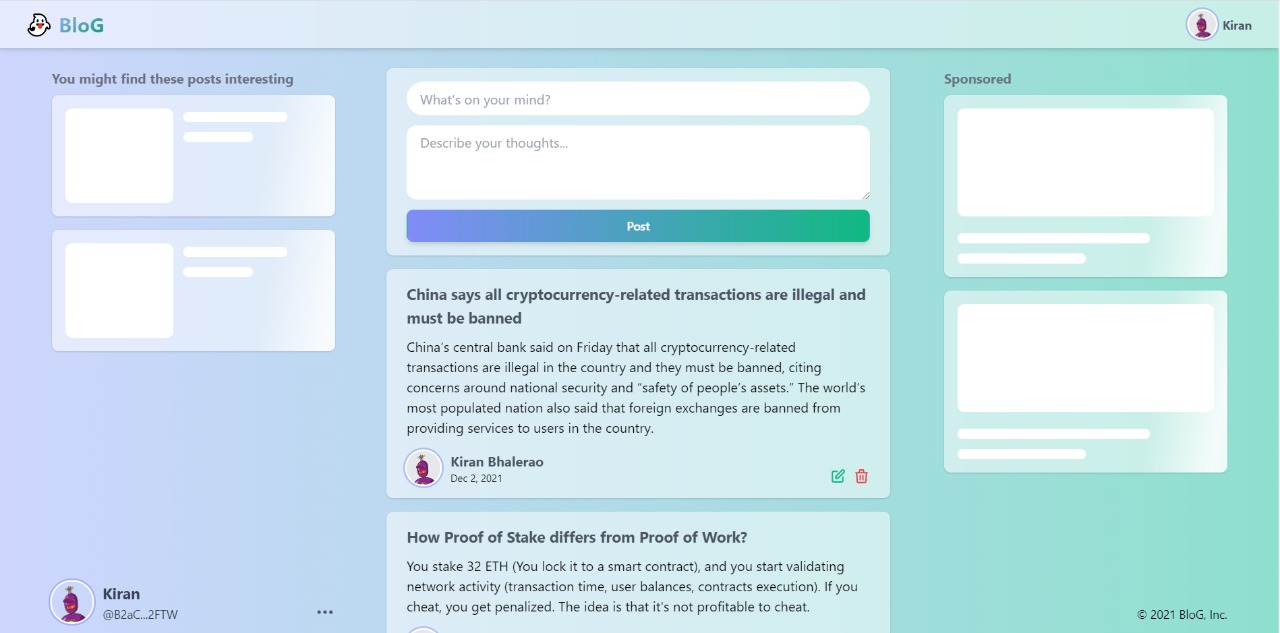 BloG
Kiran
You might find these posts interesting
What's on your mind?
Describe your thoughts...
Post
China says all cryptocurrency-related transactions are illegal and
must be banned
China’s central bank said on Friday that all cryptocurrency-related
transactions are illegal in the country and they must be banned, citing
concerns around national security and “safety of people’s assets.” The world’s
most populated nation also said that foreign exchanges are banned from
providing services to users in the country.
Kiran Bhalerao
Dec 2, 2021
How Proof of Stake differs from Proof of Work?
You stake 32 ETH (You lock it to a smart contract), and you start validating
network activity (transaction time, user balances, contracts execution). If you
cheat, you get penalized. The idea is that it's not profitable to cheat.
Sponsored
Kiran
@B2aC...2FTW
© 2021 BloG, Inc.